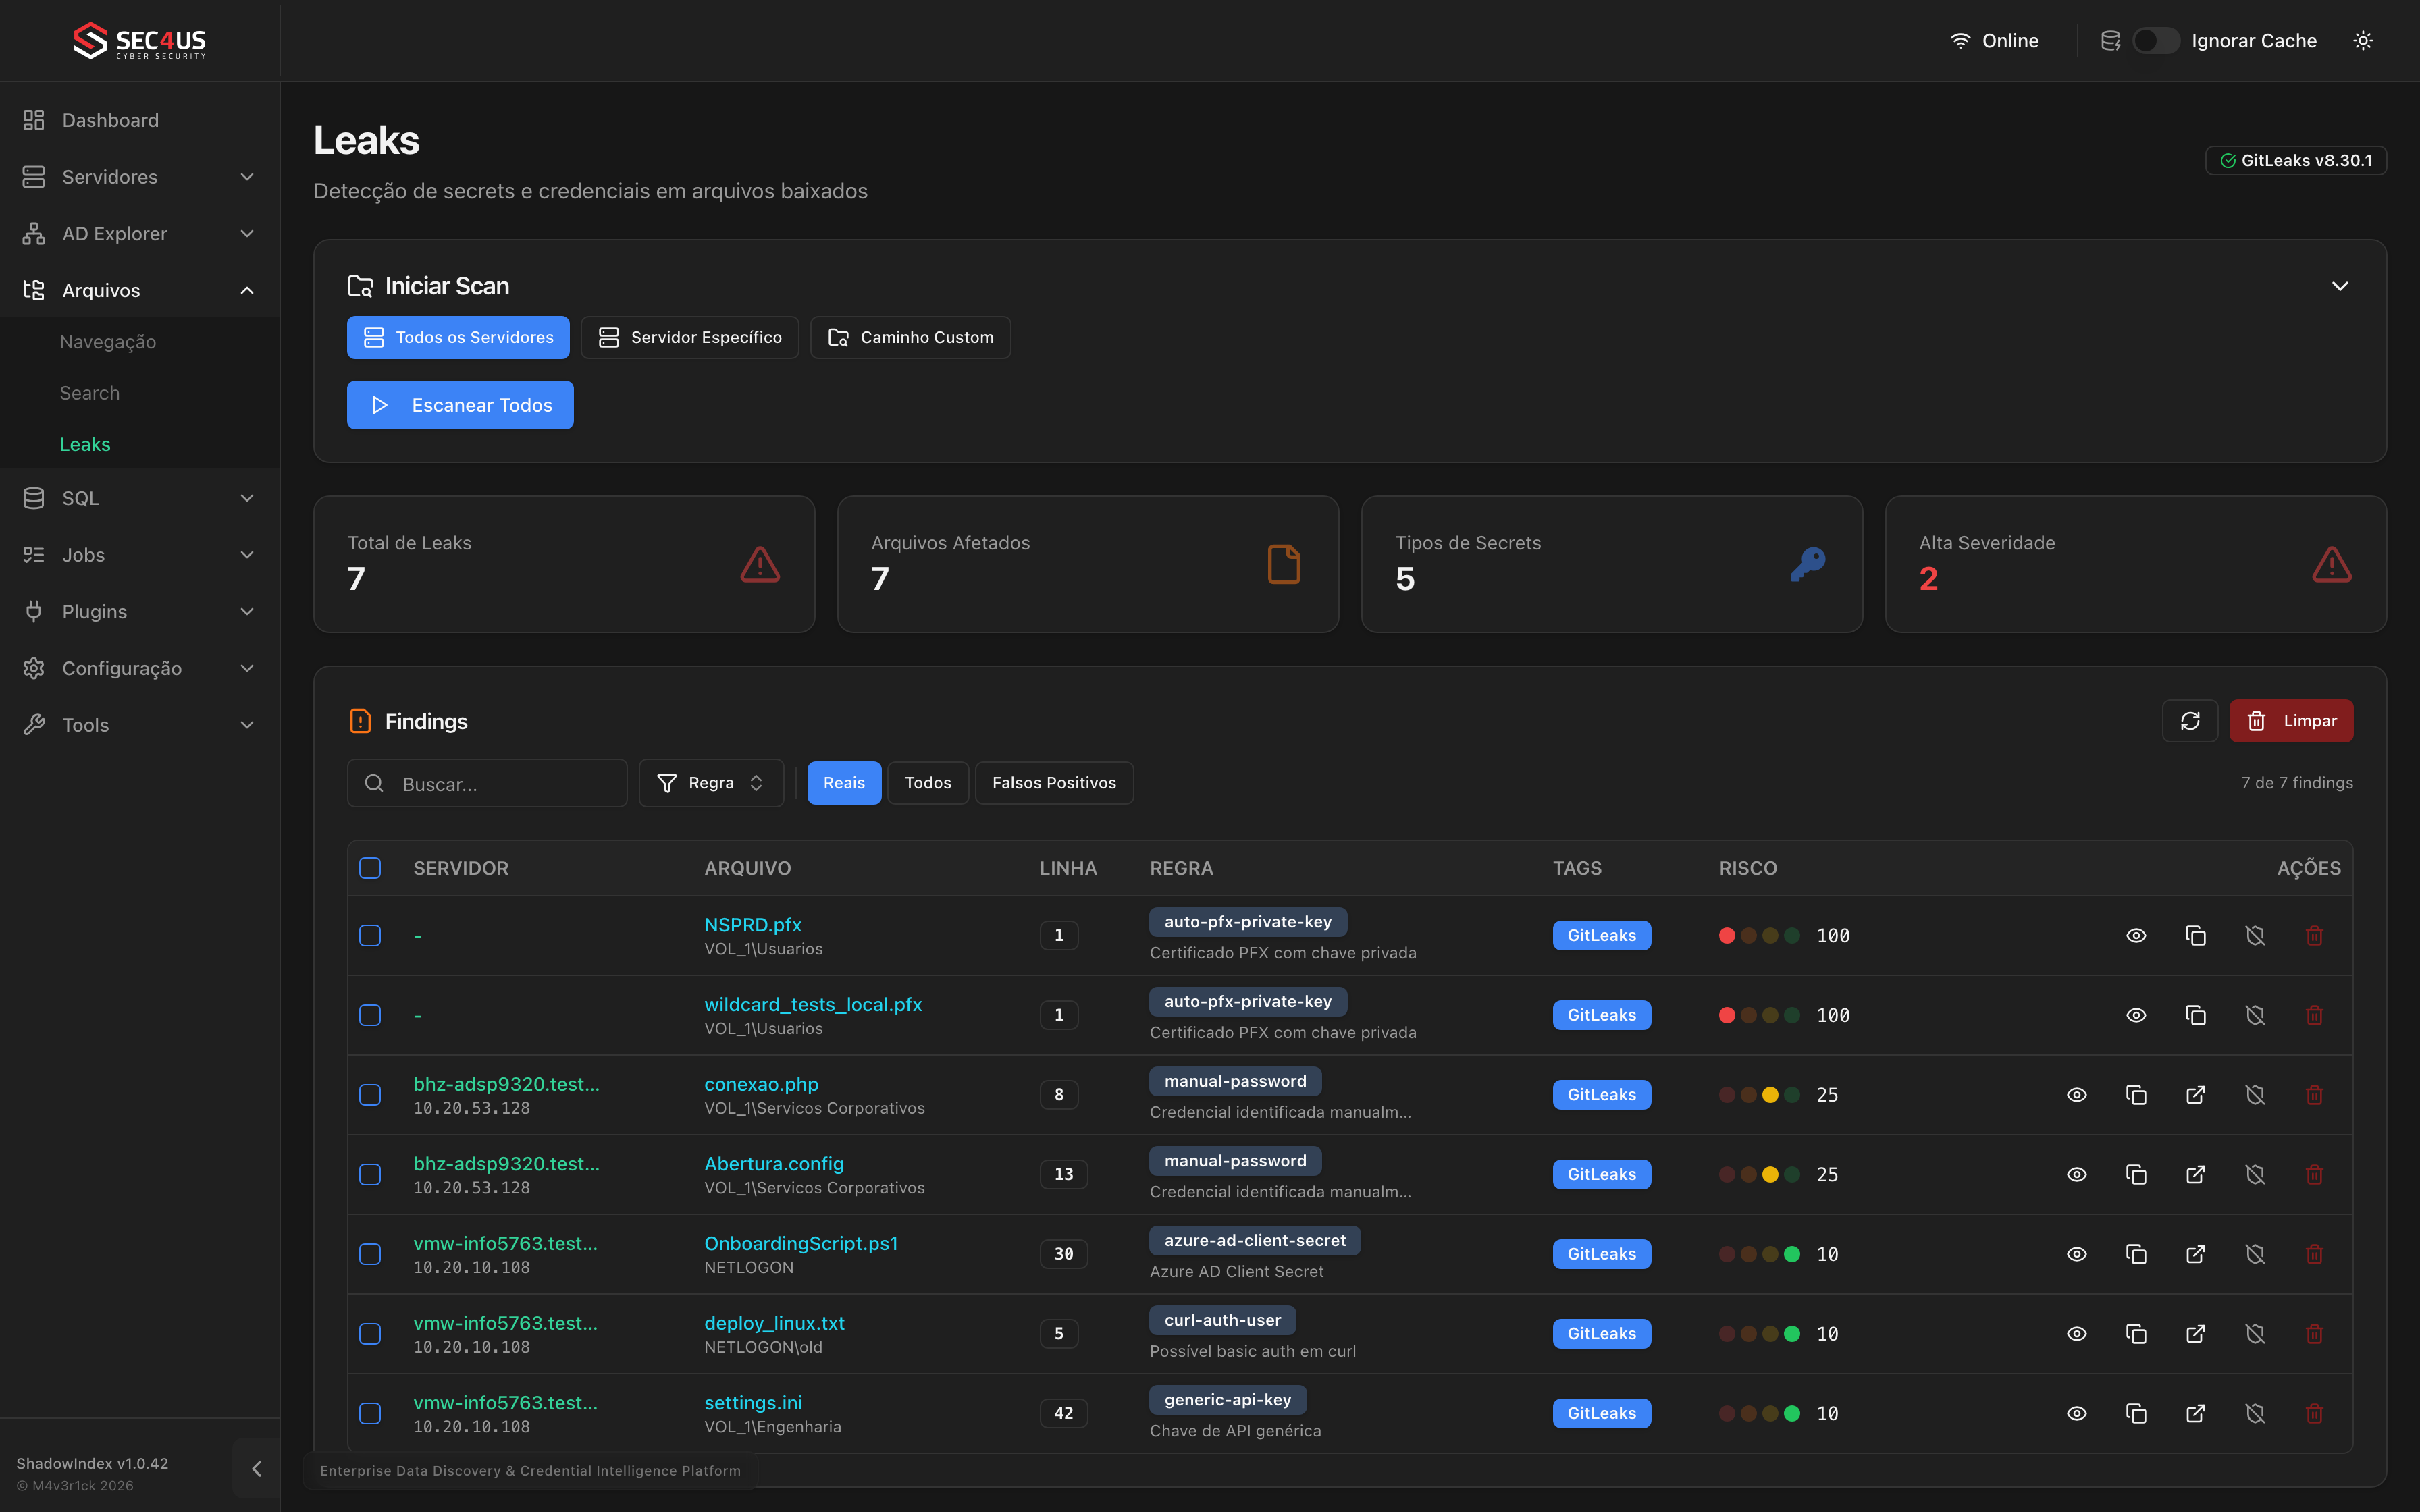 SEC4US
CYBER SECURITY
Online
Ignorar Cache
Dashboard
Servidores
AD Explorer
Arquivos
Navegação
Search
Leaks
SQL
Jobs
Plugins
Configuração
Tools
ShadowIndex v1.0.42
© M4v3r1ck 2026
Leaks
Detecção de secrets e credenciais em arquivos baixados
GitLeaks v8.30.1
Iniciar Scan
Todos os Servidores
Servidor Específico
Caminho Custom
Escanear Todos
Total de Leaks
7
Arquivos Afetados
7
Tipos de Secrets
5
Alta Severidade
2
Findings
Limpar
Buscar...
Regra
Reais
Todos
Falsos Positivos
7 de 7 findings
SERVIDOR ARQUIVO LINHA REGRA TAGS RISCO AÇÕES
- NSPRD.pfx 1 auto-pfx-private-key GitLeaks 100
VOL_1\Usuarios Certificado PFX com chave privada
- wildcard_tests_local.pfx 1 auto-pfx-private-key GitLeaks 100
VOL_1\Usuarios Certificado PFX com chave privada
bhz-adsp9320.test... conexao.php 8 manual-password GitLeaks 25
10.20.53.128 VOL_1\Servicos Corporativos Credencial identificada manualm...
bhz-adsp9320.test... Abertura.config 13 manual-password GitLeaks 25
10.20.53.128 VOL_1\Servicos Corporativos Credencial identificada manualm...
vmw-info5763.test... OnboardingScript.ps1 30 azure-ad-client-secret GitLeaks 10
10.20.10.108 NETLOGON Azure AD Client Secret
vmw-info5763.test... deploy_linux.txt 5 curl-auth-user GitLeaks 10
10.20.10.108 NETLOGON\old Possível basic auth em curl
vmw-info5763.test... settings.ini 42 generic-api-key GitLeaks 10
10.20.10.108 VOL_1\Engenharia Chave de API genérica
Enterprise Data Discovery & Credential Intelligence Platform